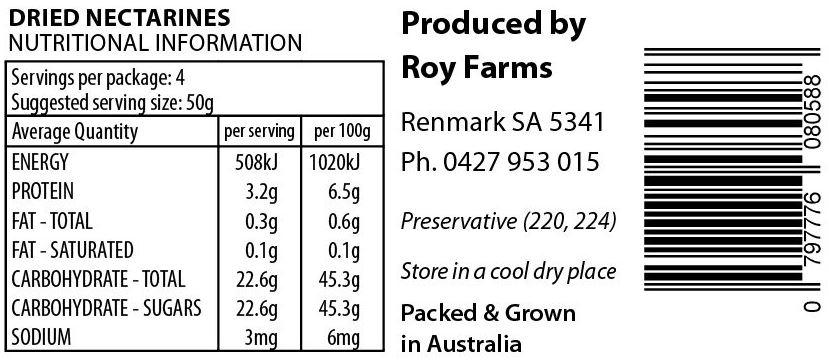 DRIED NECTARINES
NUTRITIONAL INFORMATION
Servings per package: 4
Suggested serving size: 50g
Average Quantity per serving per 100g
ENERGY 508kJ 1020kJ
PROTEIN 3.2g 6.5g
FAT - TOTAL 0.3g 0.6g
FAT - SATURATED 0.1g 0.1g
CARBOHYDRATE - TOTAL 22.6g 45.3g
CARBOHYDRATE - SUGARS 22.6g 45.3g
SODIUM 3mg 6mg
Produced by
Roy Farms
Renmark SA 5341
Ph. 0427 953 015
Preservative (220, 224)
Store in a cool dry place
Packed & Grown
in Australia
0 797776 080588